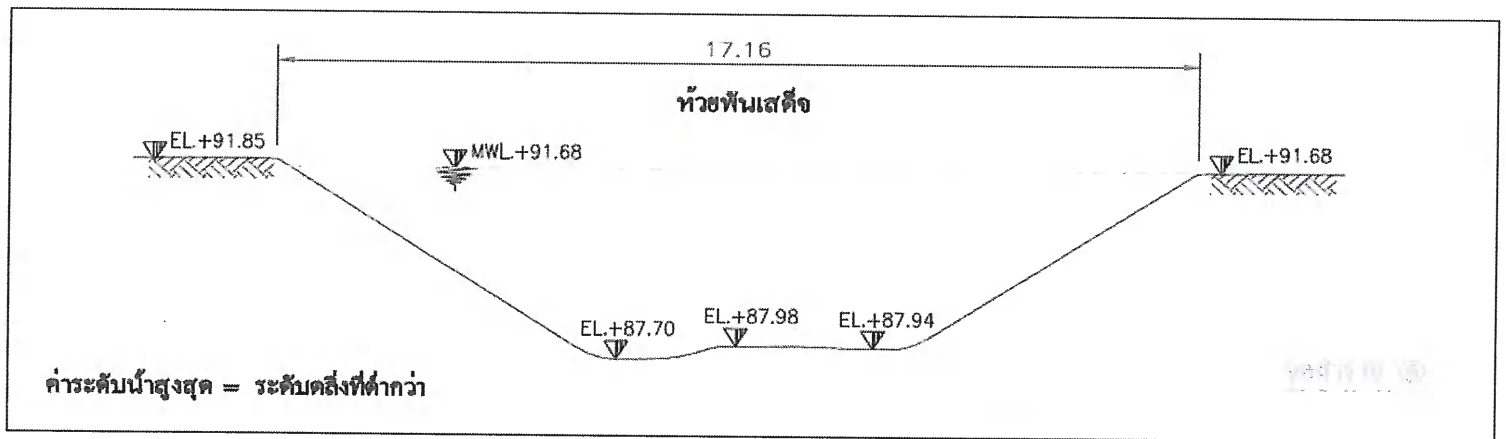 17.16
ห้วยพันเสด็จ
EL.+91.85
MWL.+91.68
EL.+91.68
EL.+87.70
EL.+87.98
EL.+87.94
ค่าระดับน้ำสูงสุด = ระดับตลิ่งที่ต่ำกว่า